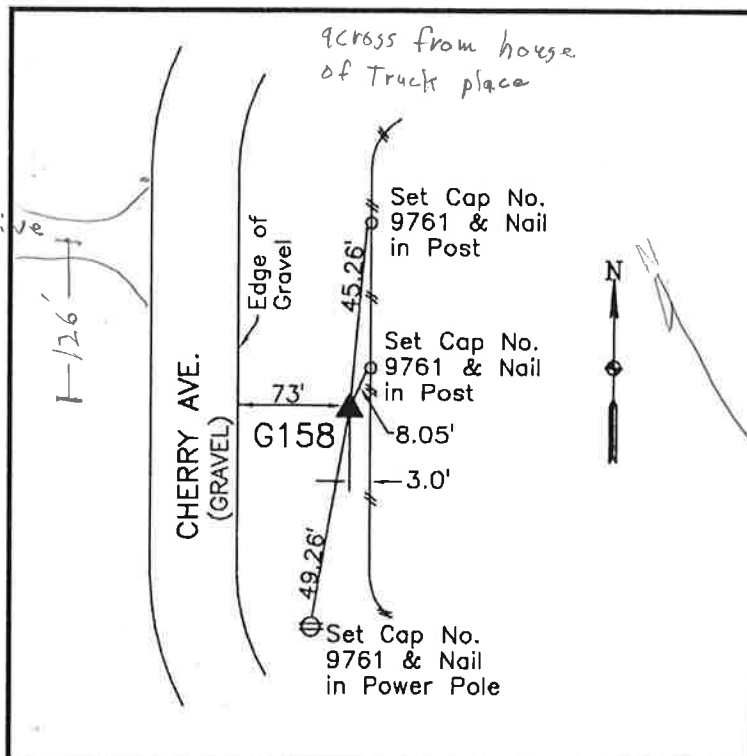 across from house
of Truck place
Set Cap No.
9761 & Nail
in Post
Edge of
Gravel
45.26'
N
126'
Set Cap No.
9761 & Nail
in Post
CHERRY AVE.
(GRAVEL)
73'
G158
8.05'
3.0'
49.26'
Set Cap No.
9761 & Nail
in Power Pole